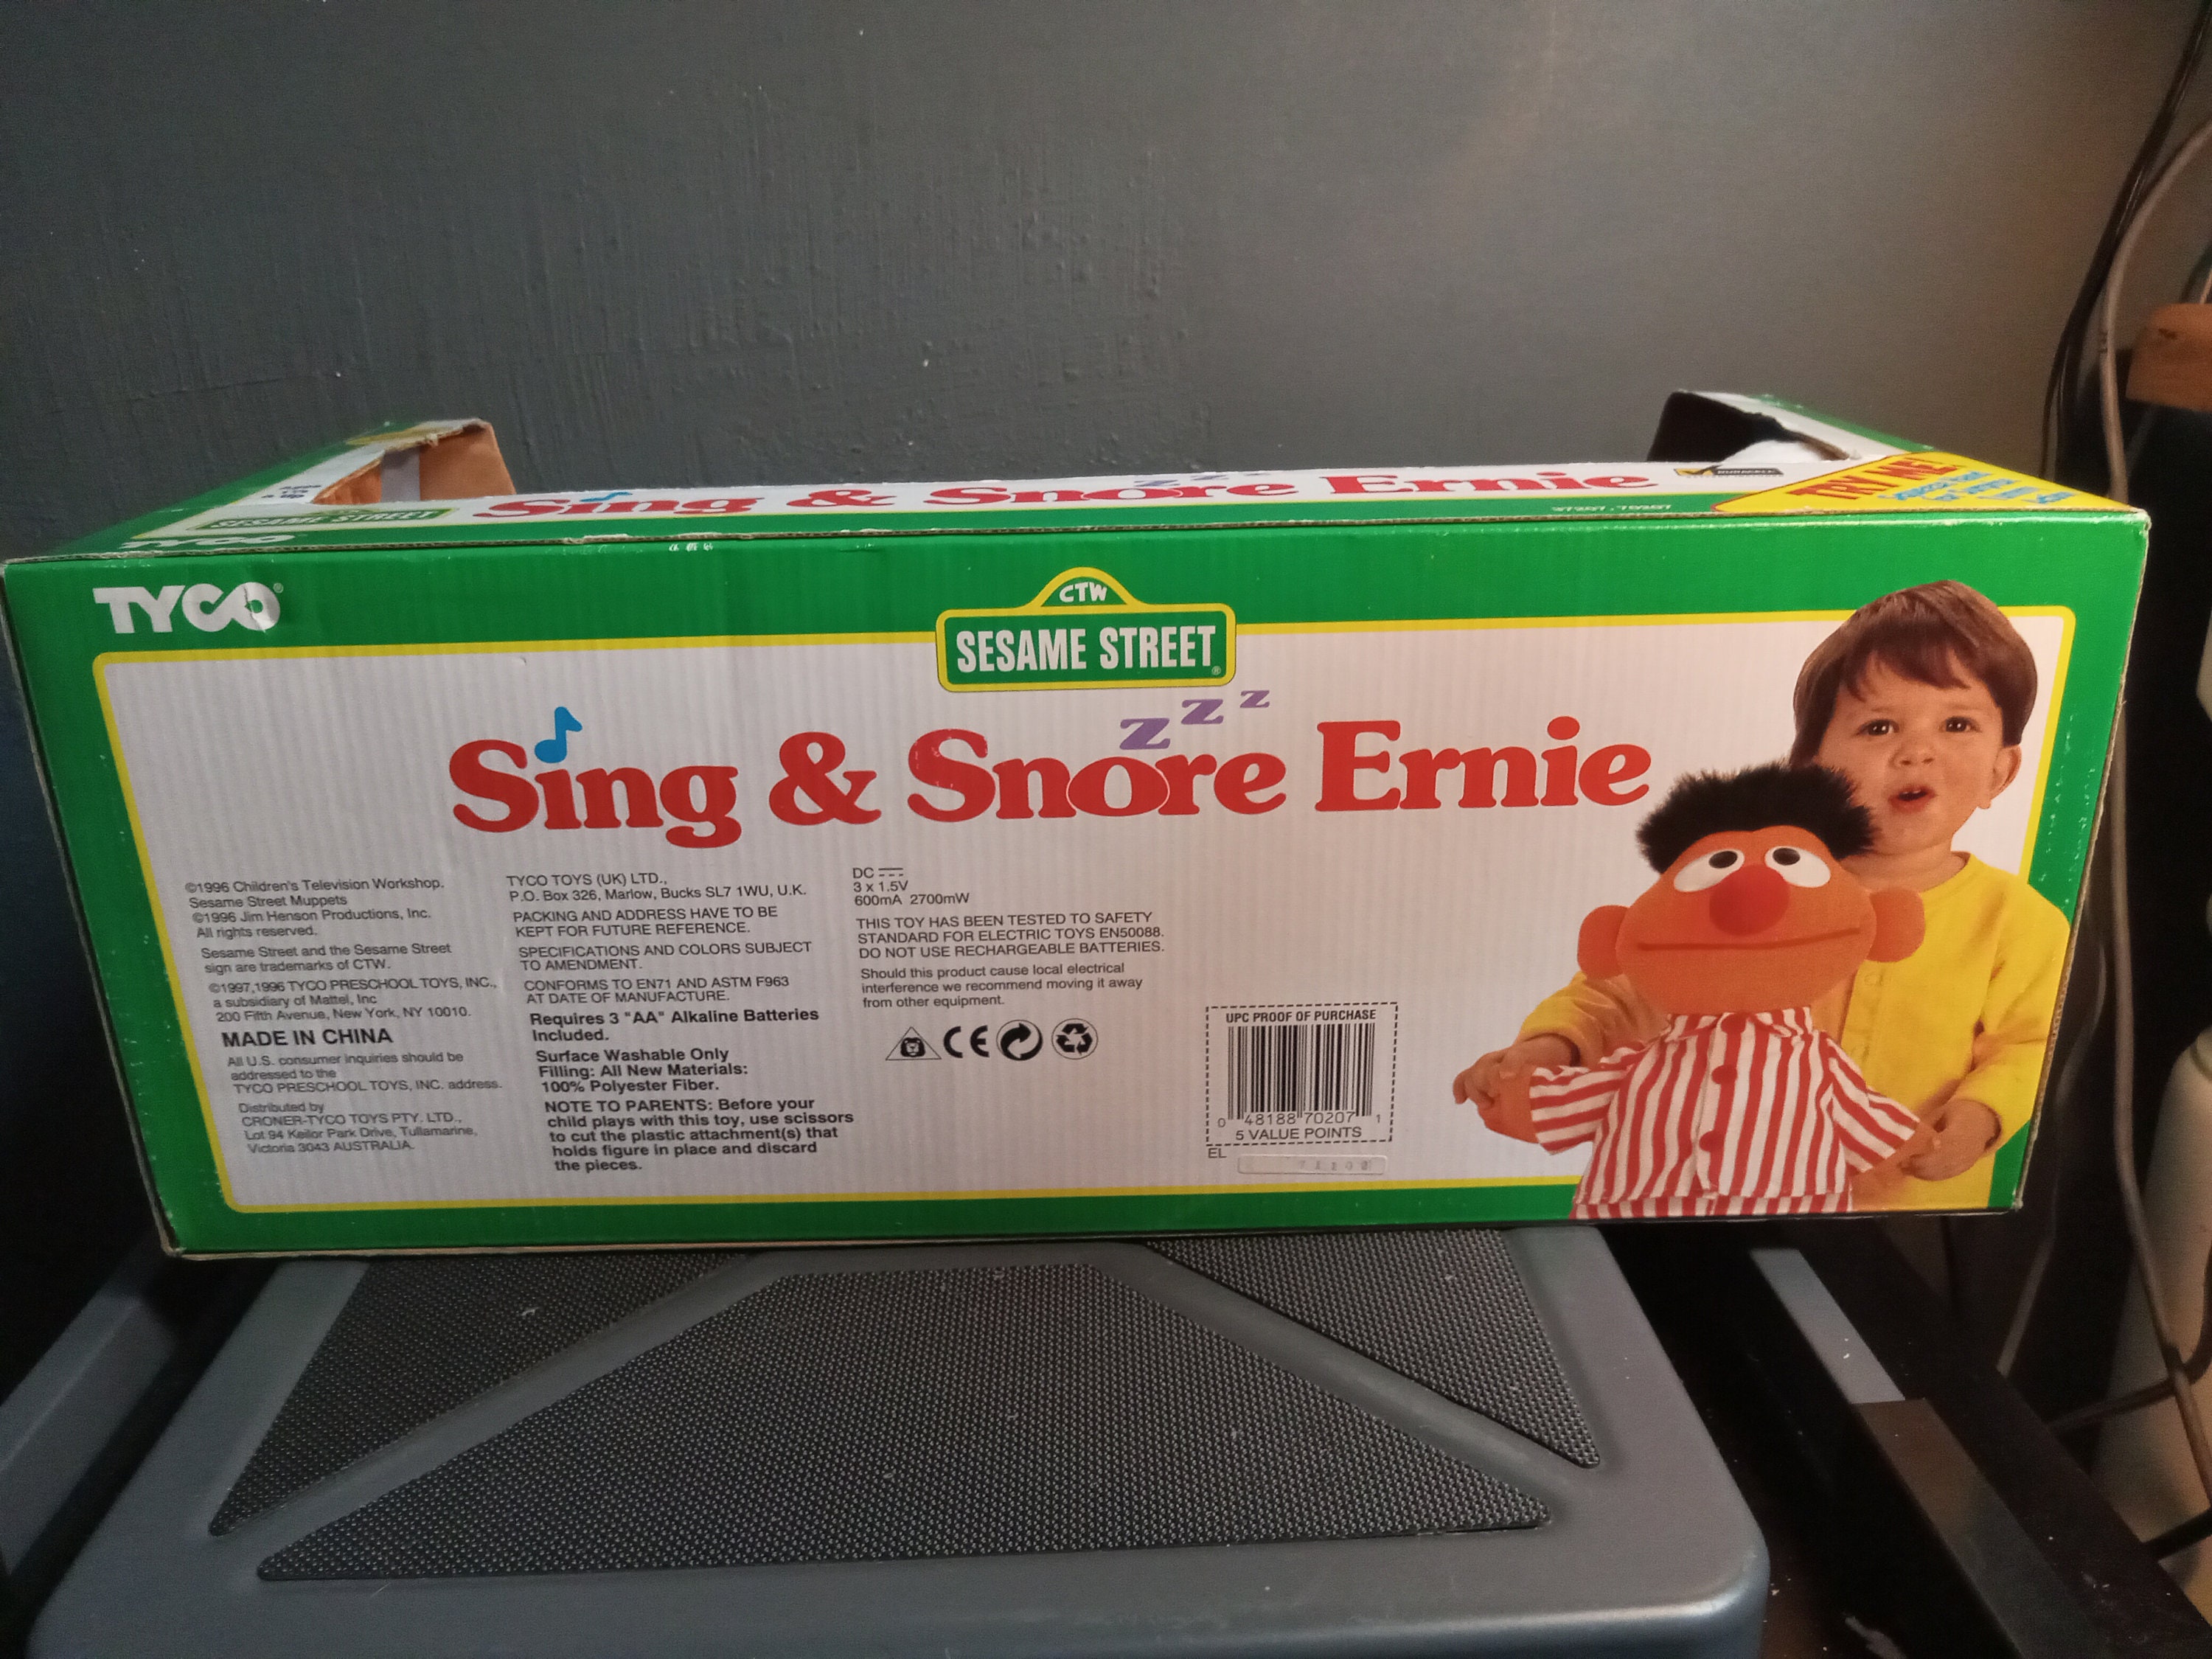 SESAME STREET
Sing & Snore Ernie
z z z
DURACELL
TRY ME!
TYCO
TYCO®
CTW
SESAME STREET®
z z z
Sing & Snore Ernie
©1996 Children's Television Workshop.
Sesame Street Muppets
©1996 Jim Henson Productions, Inc.
All rights reserved.
Sesame Street and the Sesame Street
sign are trademarks of CTW.
©1997,1996 TYCO PRESCHOOL TOYS, INC.,
a subsidiary of Mattel, Inc
200 Fifth Avenue, New York, NY 10010.
MADE IN CHINA
All U.S. consumer inquiries should be
addressed to the
TYCO PRESCHOOL TOYS, INC. address.
Distributed by
CRONER-TYCO TOYS PTY. LTD.,
Lot 94 Keilor Park Drive, Tullamarine,
Victoria 3043 AUSTRALIA.
TYCO TOYS (UK) LTD.,
P.O. Box 326, Marlow, Bucks SL7 1WU, U.K.
PACKING AND ADDRESS HAVE TO BE
KEPT FOR FUTURE REFERENCE.
SPECIFICATIONS AND COLORS SUBJECT
TO AMENDMENT.
CONFORMS TO EN71 AND ASTM F963
AT DATE OF MANUFACTURE.
Requires 3 "AA" Alkaline Batteries
Included.
Surface Washable Only
Filling: All New Materials:
100% Polyester Fiber.
NOTE TO PARENTS: Before your
child plays with this toy, use scissors
to cut the plastic attachment(s) that
holds figure in place and discard
the pieces.
DC
3 x 1.5V
600mA 2700mW
THIS TOY HAS BEEN TESTED TO SAFETY
STANDARD FOR ELECTRIC TOYS EN50088.
DO NOT USE RECHARGEABLE BATTERIES.
Should this product cause local electrical
interference we recommend moving it away
from other equipment.
CE
UPC PROOF OF PURCHASE
0 48188 70207 1
5 VALUE POINTS
EL